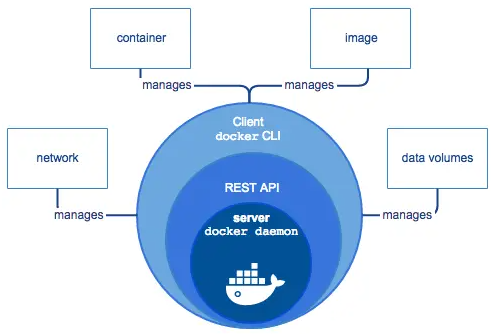 container
image
manages
manages
Client
docker CLI
network
data volumes
REST API
server
docker daemon
manages
manages